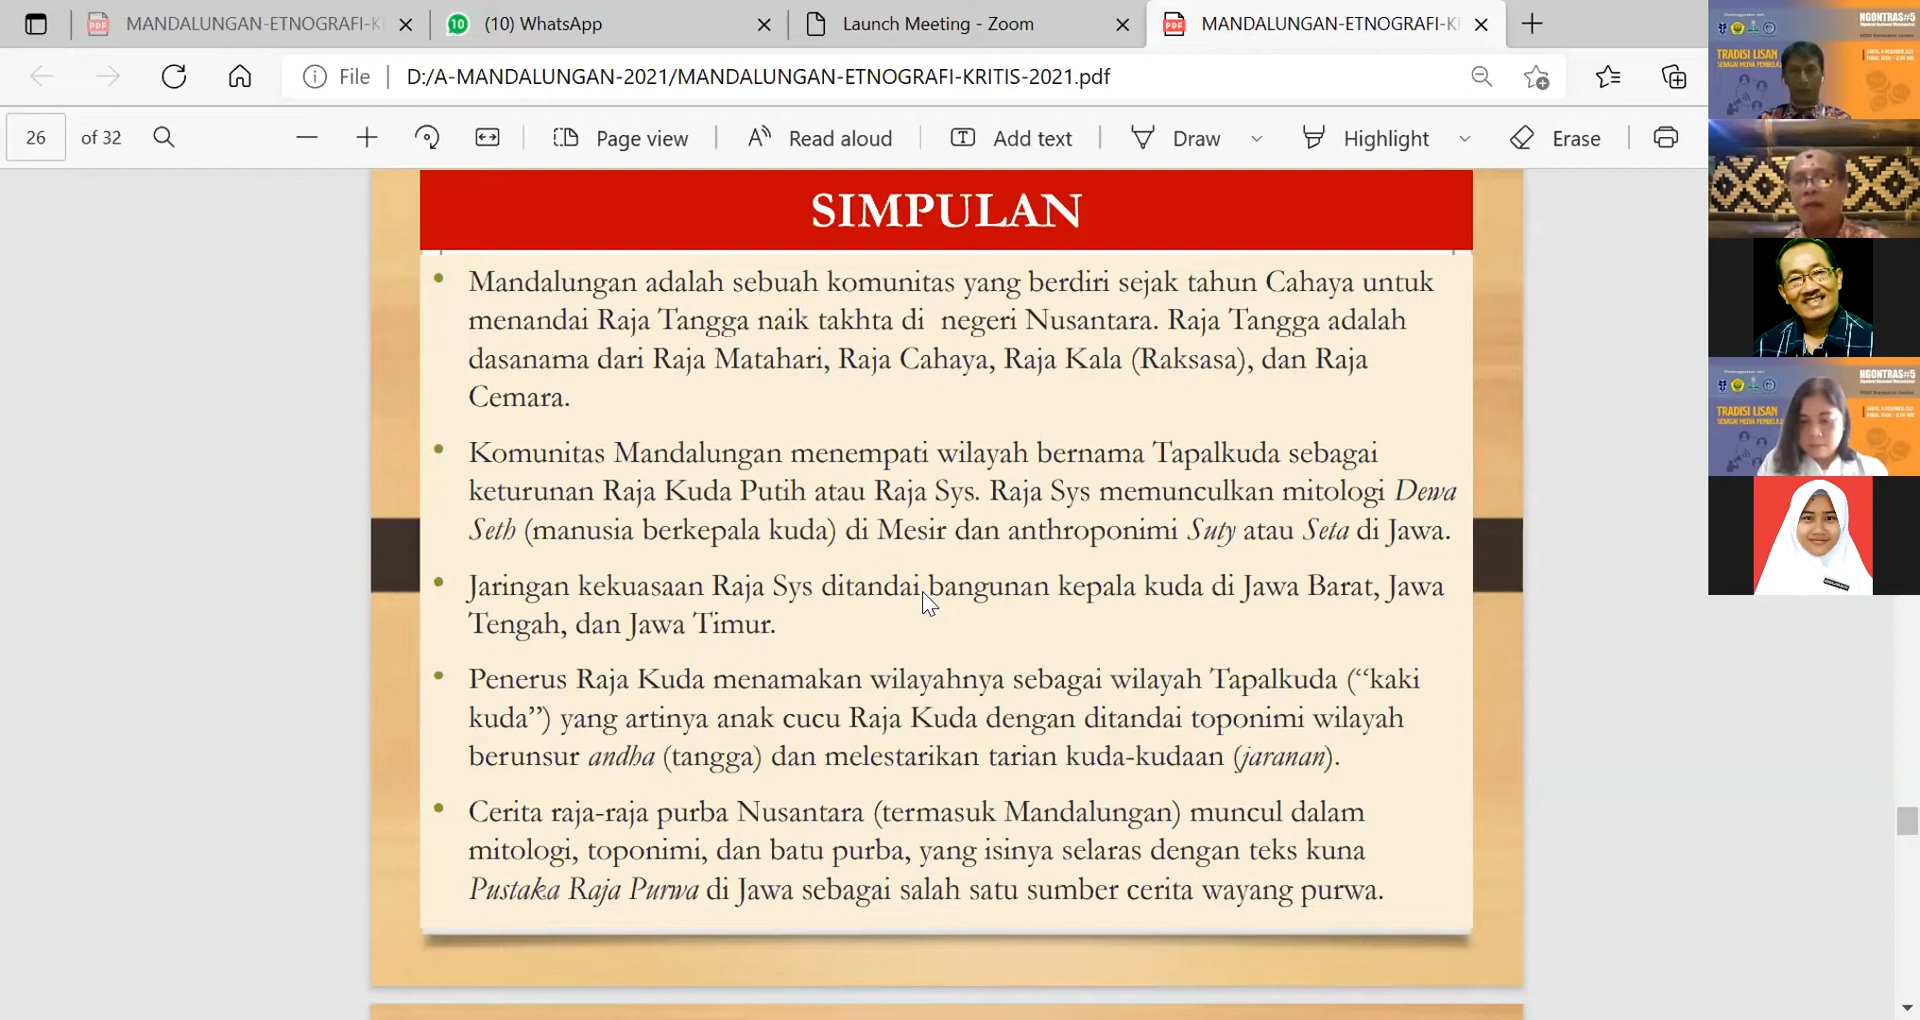 MANDALUNGAN-ETNOGRAFI-K
(10) WhatsApp
Launch Meeting - Zoom
MANDALUNGAN-ETNOGRAFI-K
File
D:/A-MANDALUNGAN-2021/MANDALUNGAN-ETNOGRAFI-KRITIS-2021.pdf
26 of 32
Page view
Read aloud
Add text
Draw
Highlight
Erase
SIMPULAN
• Mandalungan adalah sebuah komunitas yang berdiri sejak tahun Cahaya untuk
menandai Raja Tangga naik takhta di negeri Nusantara. Raja Tangga adalah
dasanama dari Raja Matahari, Raja Cahaya, Raja Kala (Raksasa), dan Raja
Cemara.
• Komunitas Mandalungan menempati wilayah bernama Tapalkuda sebagai
keturunan Raja Kuda Putih atau Raja Sys. Raja Sys memunculkan mitologi Dewa
Seth (manusia berkepala kuda) di Mesir dan anthroponimi Suty atau Seta di Jawa.
• Jaringan kekuasaan Raja Sys ditandai bangunan kepala kuda di Jawa Barat, Jawa
Tengah, dan Jawa Timur.
• Penerus Raja Kuda menamakan wilayahnya sebagai wilayah Tapalkuda (“kaki
kuda”) yang artinya anak cucu Raja Kuda dengan ditandai toponimi wilayah
berunsur andha (tangga) dan melestarikan tarian kuda-kudaan (jaranan).
• Cerita raja-raja purba Nusantara (termasuk Mandalungan) muncul dalam
mitologi, toponimi, dan batu purba, yang isinya selaras dengan teks kuna
Pustaka Raja Purwa di Jawa sebagai salah satu sumber cerita wayang purwa.
NGONTRAS#5
TRADISI LISAN
SEBAGAI MEDIA
NGONTRAS#5
TRADISI LISAN
SEBAGAI MEDIA